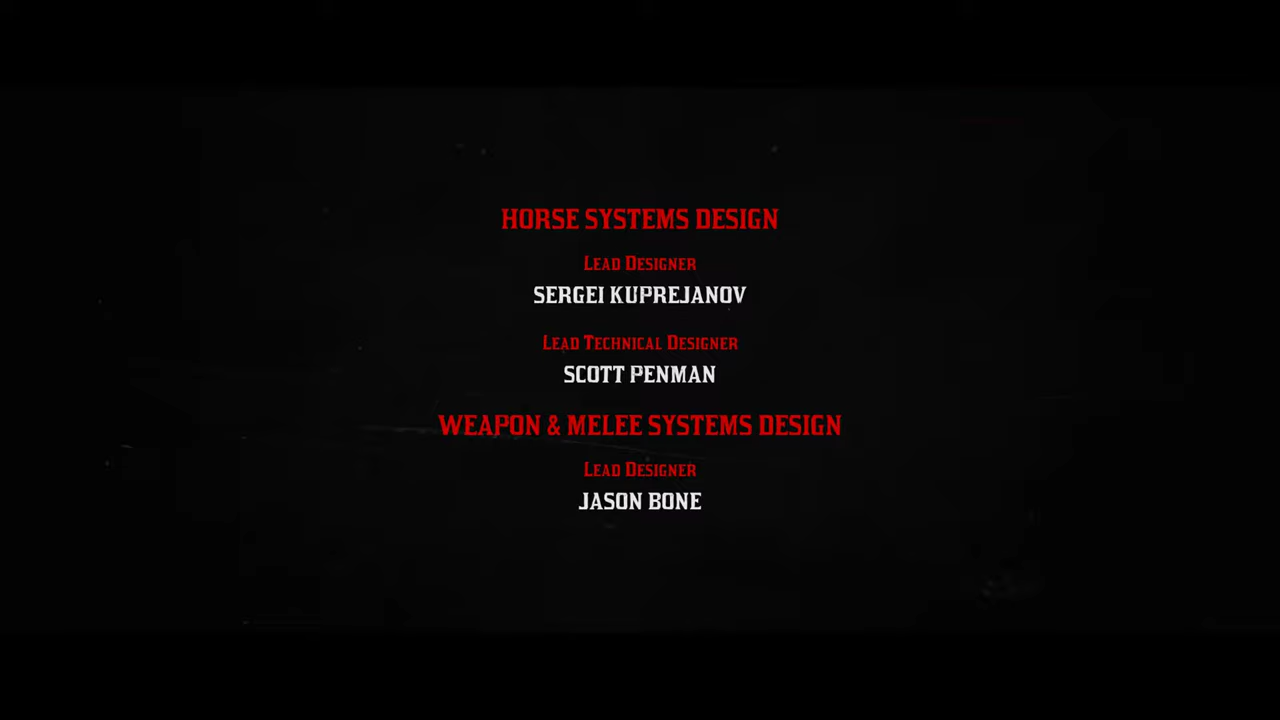 HORSE SYSTEMS DESIGN
LEAD DESIGNER
SERGEI KUPREJANOV
LEAD TECHNICAL DESIGNER
SCOTT PENMAN
WEAPON & MELEE SYSTEMS DESIGN
LEAD DESIGNER
JASON BONE